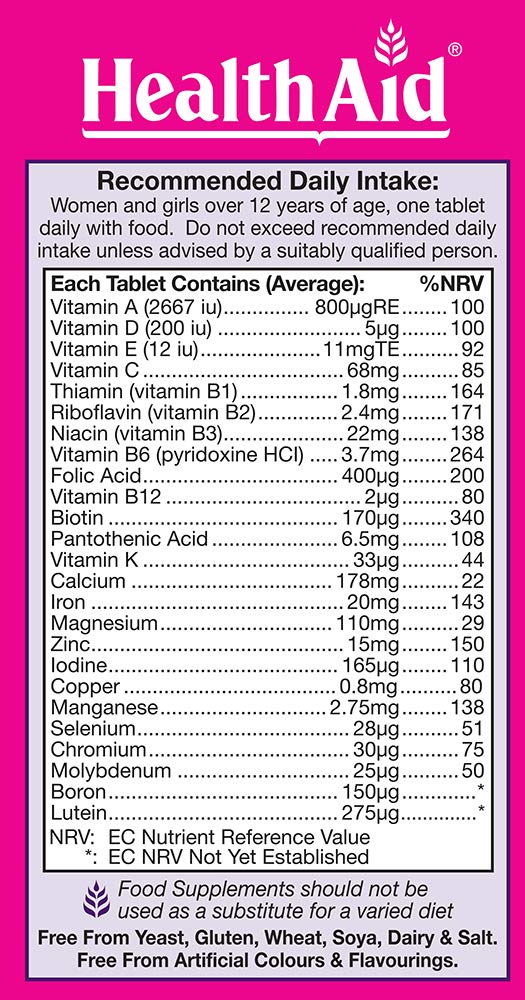 HealthAid®
Recommended Daily Intake:
Women and girls over 12 years of age, one tablet
daily with food. Do not exceed recommended daily
intake unless advised by a suitably qualified person.
Each Tablet Contains (Average): %NRV
Vitamin A (2667 iu)............... 800µgRE........ 100
Vitamin D (200 iu) .......................5µg........ 100
Vitamin E (12 iu)....................11mgTE.......... 92
Vitamin C ...................................68mg.......... 85
Thiamin (vitamin B1)................1.8mg........ 164
Riboflavin (vitamin B2)..............2.4mg........ 171
Niacin (vitamin B3).....................22mg........ 138
Vitamin B6 (pyridoxine HCl) .....3.7mg........ 264
Folic Acid..................................400µg........ 200
Vitamin B12 ..................................2µg.......... 80
Biotin .......................................170µg........ 340
Pantothenic Acid ......................6.5mg........ 108
Vitamin K ...................................33µg.......... 44
Calcium ...................................178mg.......... 22
Iron ............................................20mg........ 143
Magnesium..............................110mg.......... 29
Zinc............................................15mg........ 150
Iodine.......................................165µg........ 110
Copper .....................................0.8mg.......... 80
Manganese.............................2.75mg........ 138
Selenium....................................28µg.......... 51
Chromium..................................30µg.......... 75
Molybdenum .............................25µg.......... 50
Boron.......................................150µg.............*
Lutein.......................................275µg.............*
NRV: EC Nutrient Reference Value
*: EC NRV Not Yet Established
Food Supplements should not be
used as a substitute for a varied diet
Free From Yeast, Gluten, Wheat, Soya, Dairy & Salt.
Free From Artificial Colours & Flavourings.